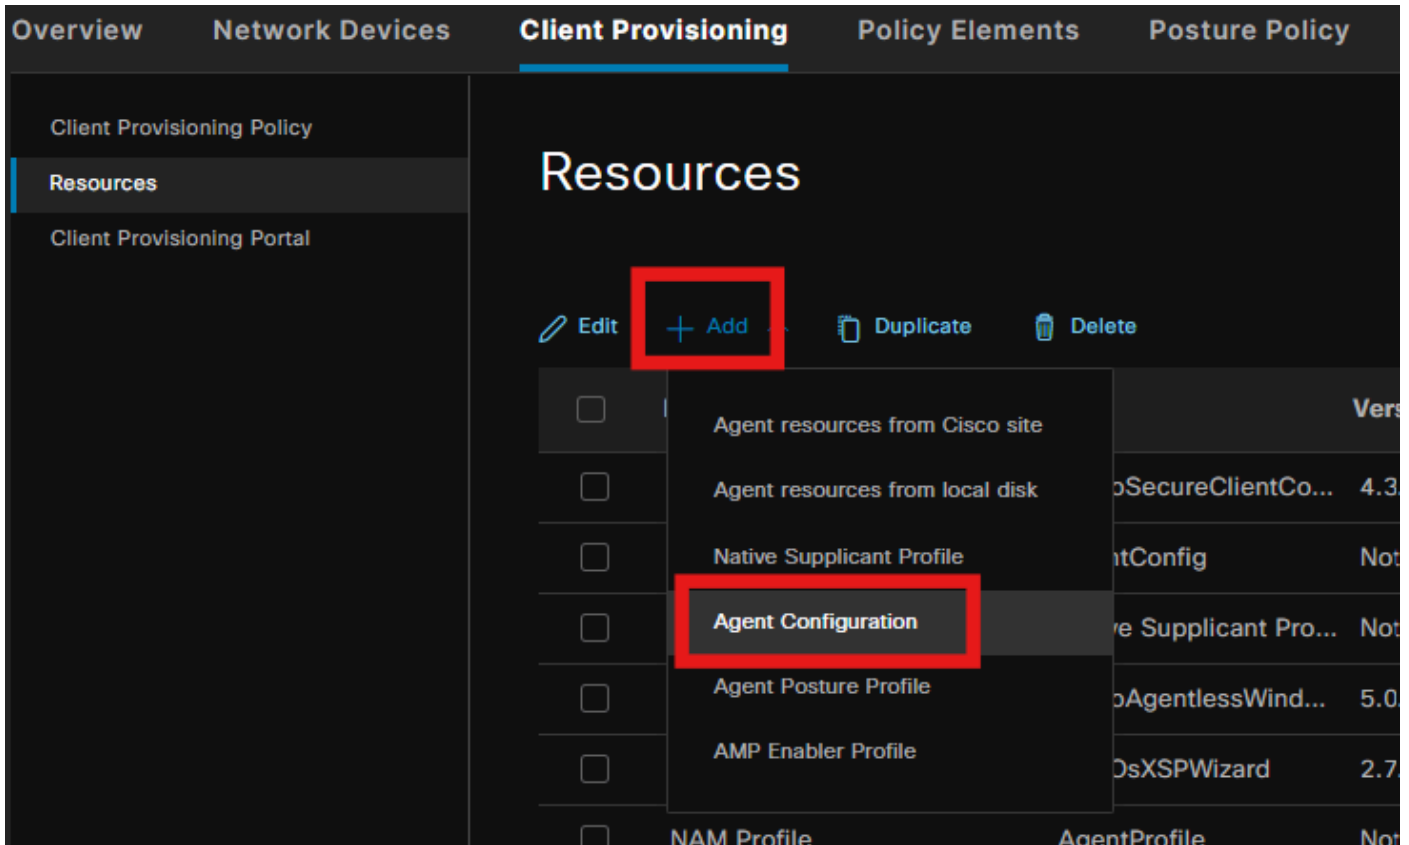 Overview Network Devices Client Provisioning Policy Elements Posture Policy
Client Provisioning Policy
Resources
Client Provisioning Portal
Resources
Edit Add Duplicate Delete
Agent resources from Cisco site
Agent resources from local disk
Native Supplicant Profile
Agent Configuration
Agent Posture Profile
AMP Enabler Profile
Vers
oSecureClientCo... 4.3.
ntConfig Not
ve Supplicant Pro... Not
oAgentlessWind... 5.0.
OsXSPWizard 2.7.
NAM Profile AgentProfile Not